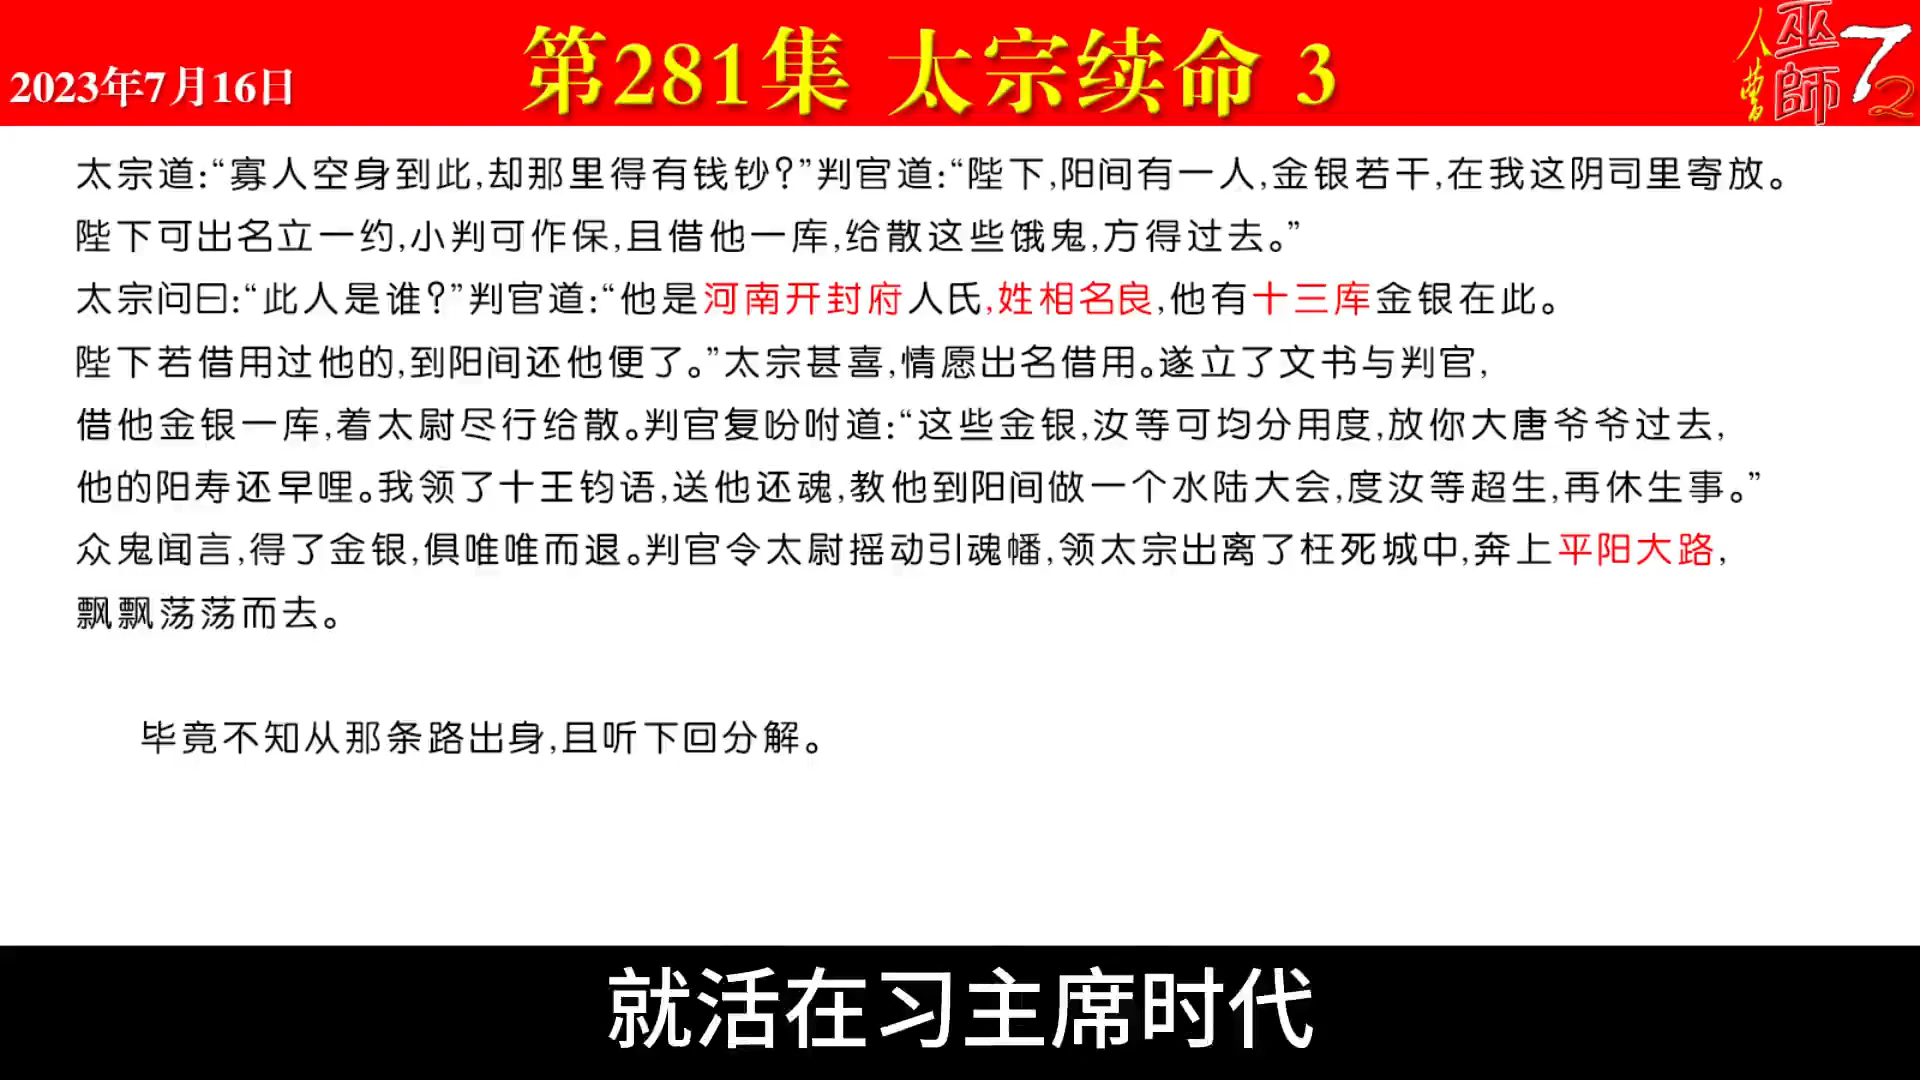 2023年7月16日
第281集 太宗续命 3
人曹
巫師
72
太宗道:“寡人空身到此,却那里得有钱钞?”判官道:“陛下,阳间有一人,金银若干,在我这阴司里寄放。
陛下可出名立一约,小判可作保,且借他一库,给散这些饿鬼,方得过去。”
太宗问曰:“此人是谁?”判官道:“他是河南开封府人氏,姓相名良,他有十三库金银在此。
陛下若借用过他的,到阳间还他便了。”太宗甚喜,情愿出名借用。遂立了文书与判官,
借他金银一库,着太尉尽行给散。判官复吩咐道:“这些金银,汝等可均分用度,放你大唐爷爷过去,
他的阳寿还早哩。我领了十王钧语,送他还魂,教他到阳间做一个水陆大会,度汝等超生,再休生事。”
众鬼闻言,得了金银,俱唯唯而退。判官令太尉摇动引魂幡,领太宗出离了枉死城中,奔上平阳大路,
飘飘荡荡而去。
毕竟不知从那条路出身,且听下回分解。
就活在习主席时代